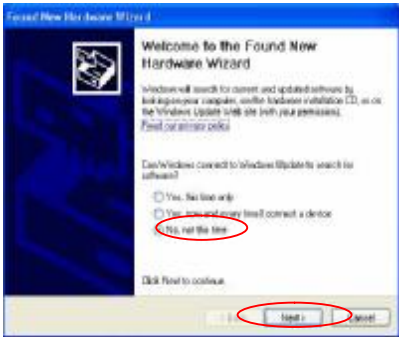 Found New Hardware Wizard
Welcome to the Found New
Hardware Wizard
Windows will search for current and updated software by
looking on your computer, on the hardware installation CD, or on
the Windows Update Web site (with your permission).
Read our privacy policy
Can Windows connect to Windows Update to search for
software?
Yes, this time only
Yes, now and every time I connect a device
No, not this time
Click Next to continue.
Next >
Cancel